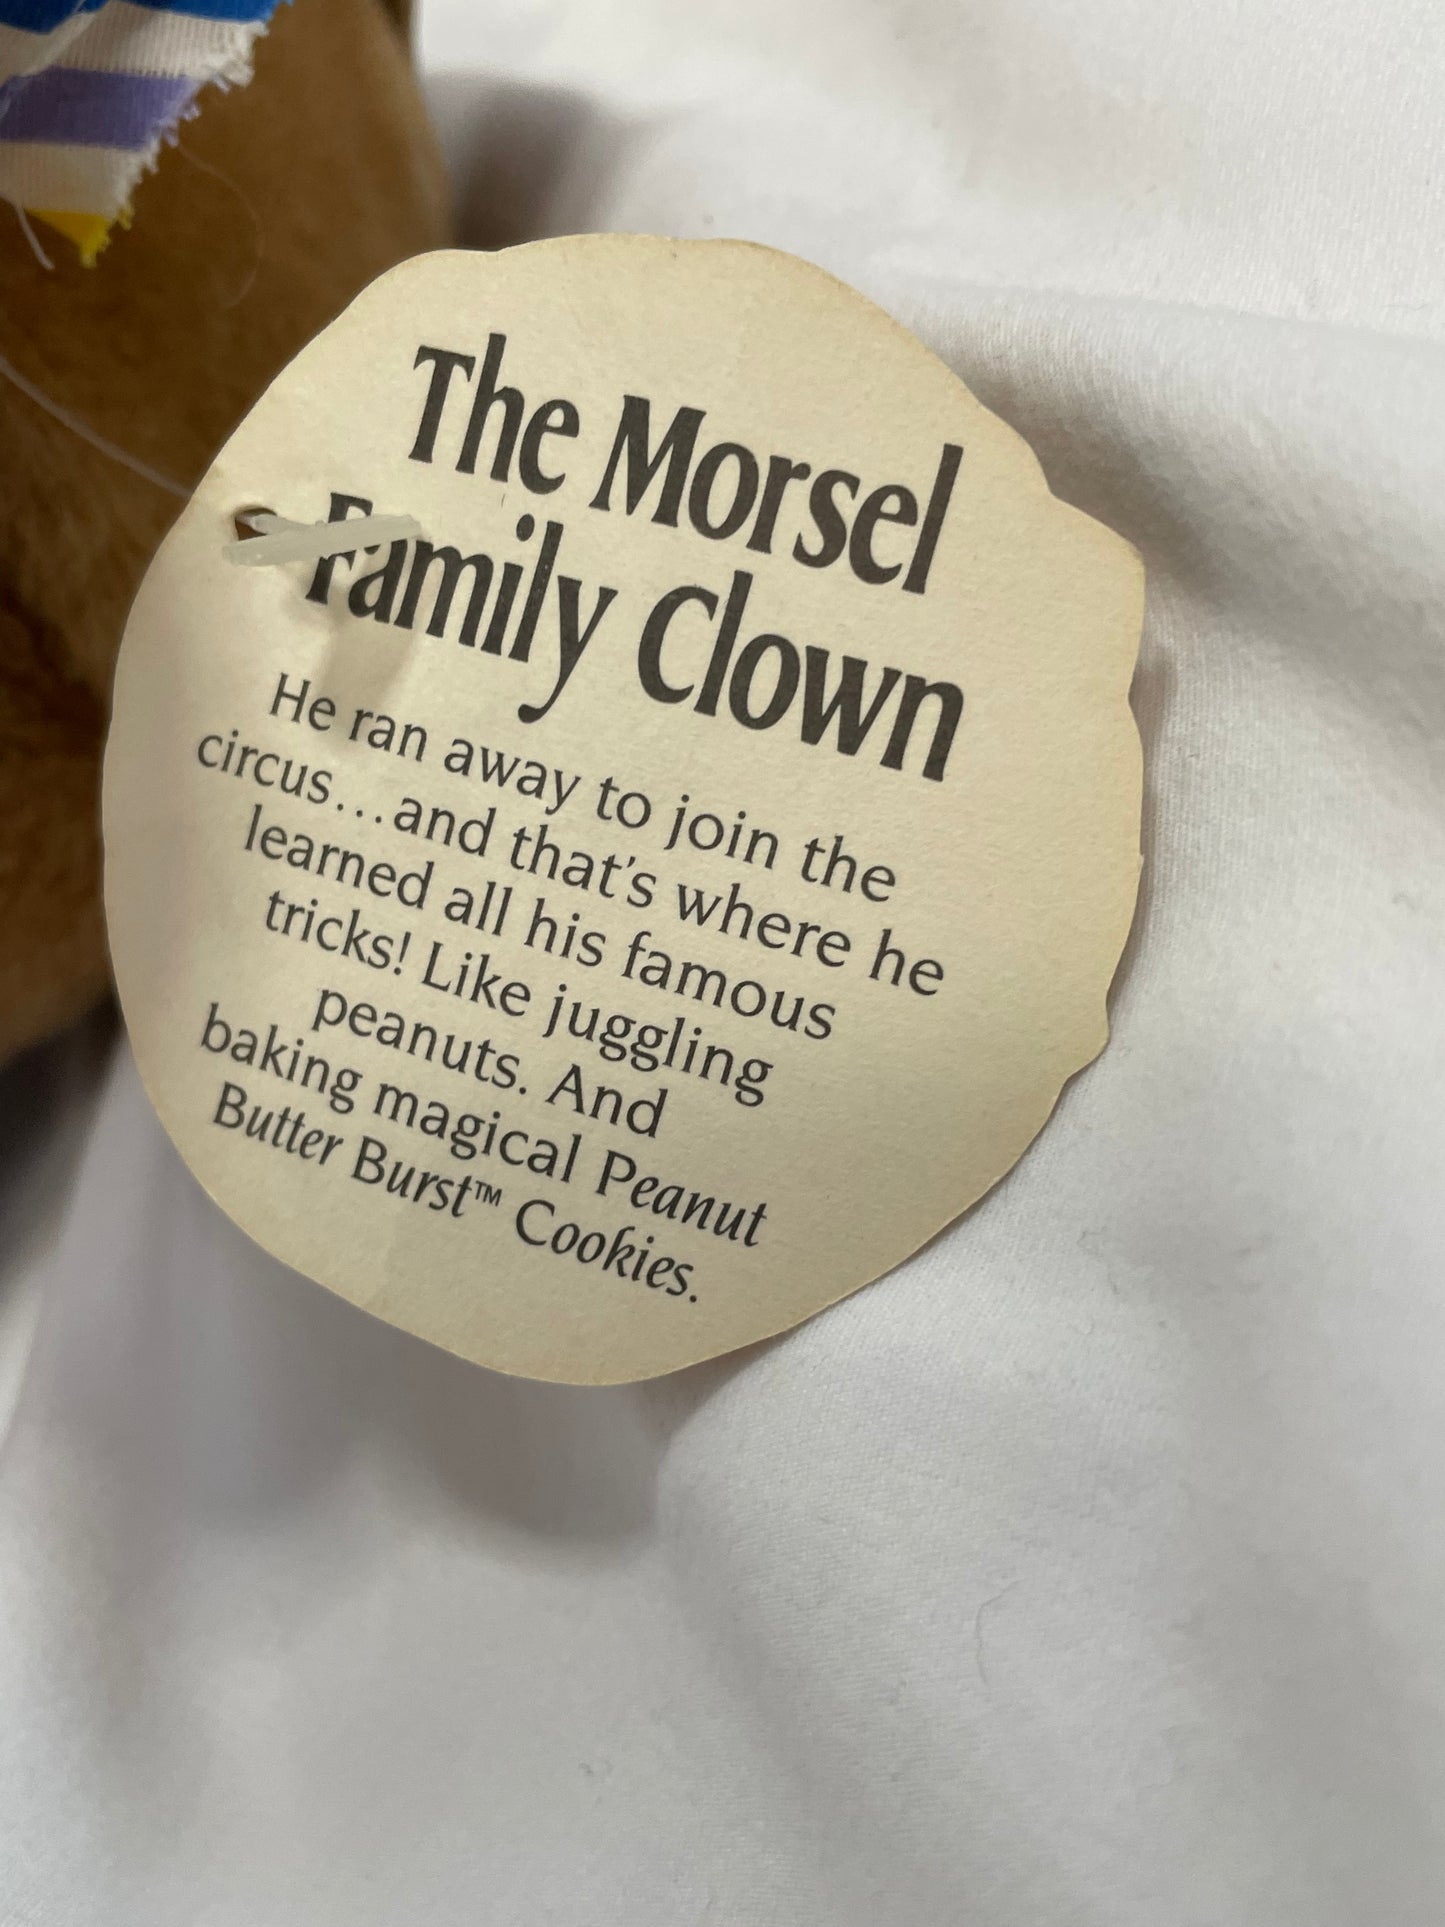 The Morsel
Family Clown
He ran away to join the
circus...and that's where he
learned all his famous
tricks! Like juggling
peanuts. And
baking magical Peanut
Butter Burst™ Cookies.